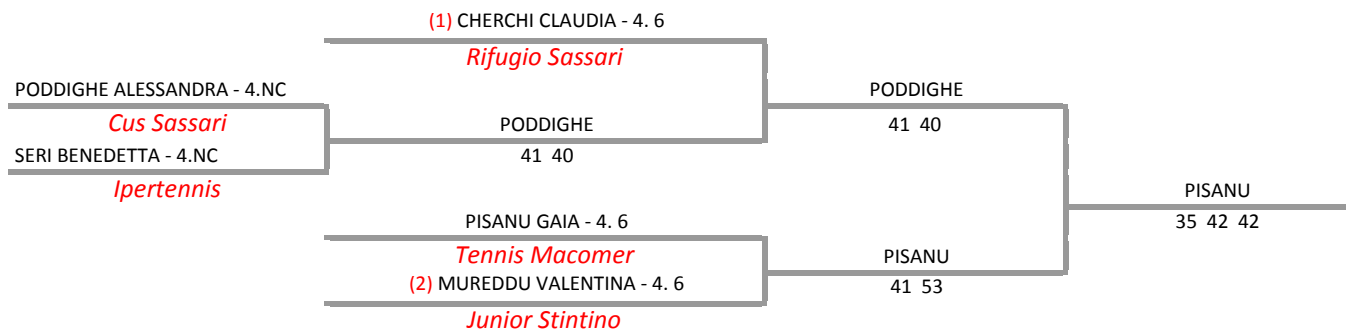 (1) CHERCHI CLAUDIA - 4. 6
Rifugio Sassari
PODDIGHE ALESSANDRA - 4.NC
PODDIGHE
Cus Sassari
PODDIGHE
41 40
SERI BENEDETTA - 4.NC
41 40
Ipertennis
PISANU
PISANU GAIA - 4. 6
35 42 42
Tennis Macomer
PISANU
(2) MUREDDU VALENTINA - 4. 6
41 53
Junior Stintino